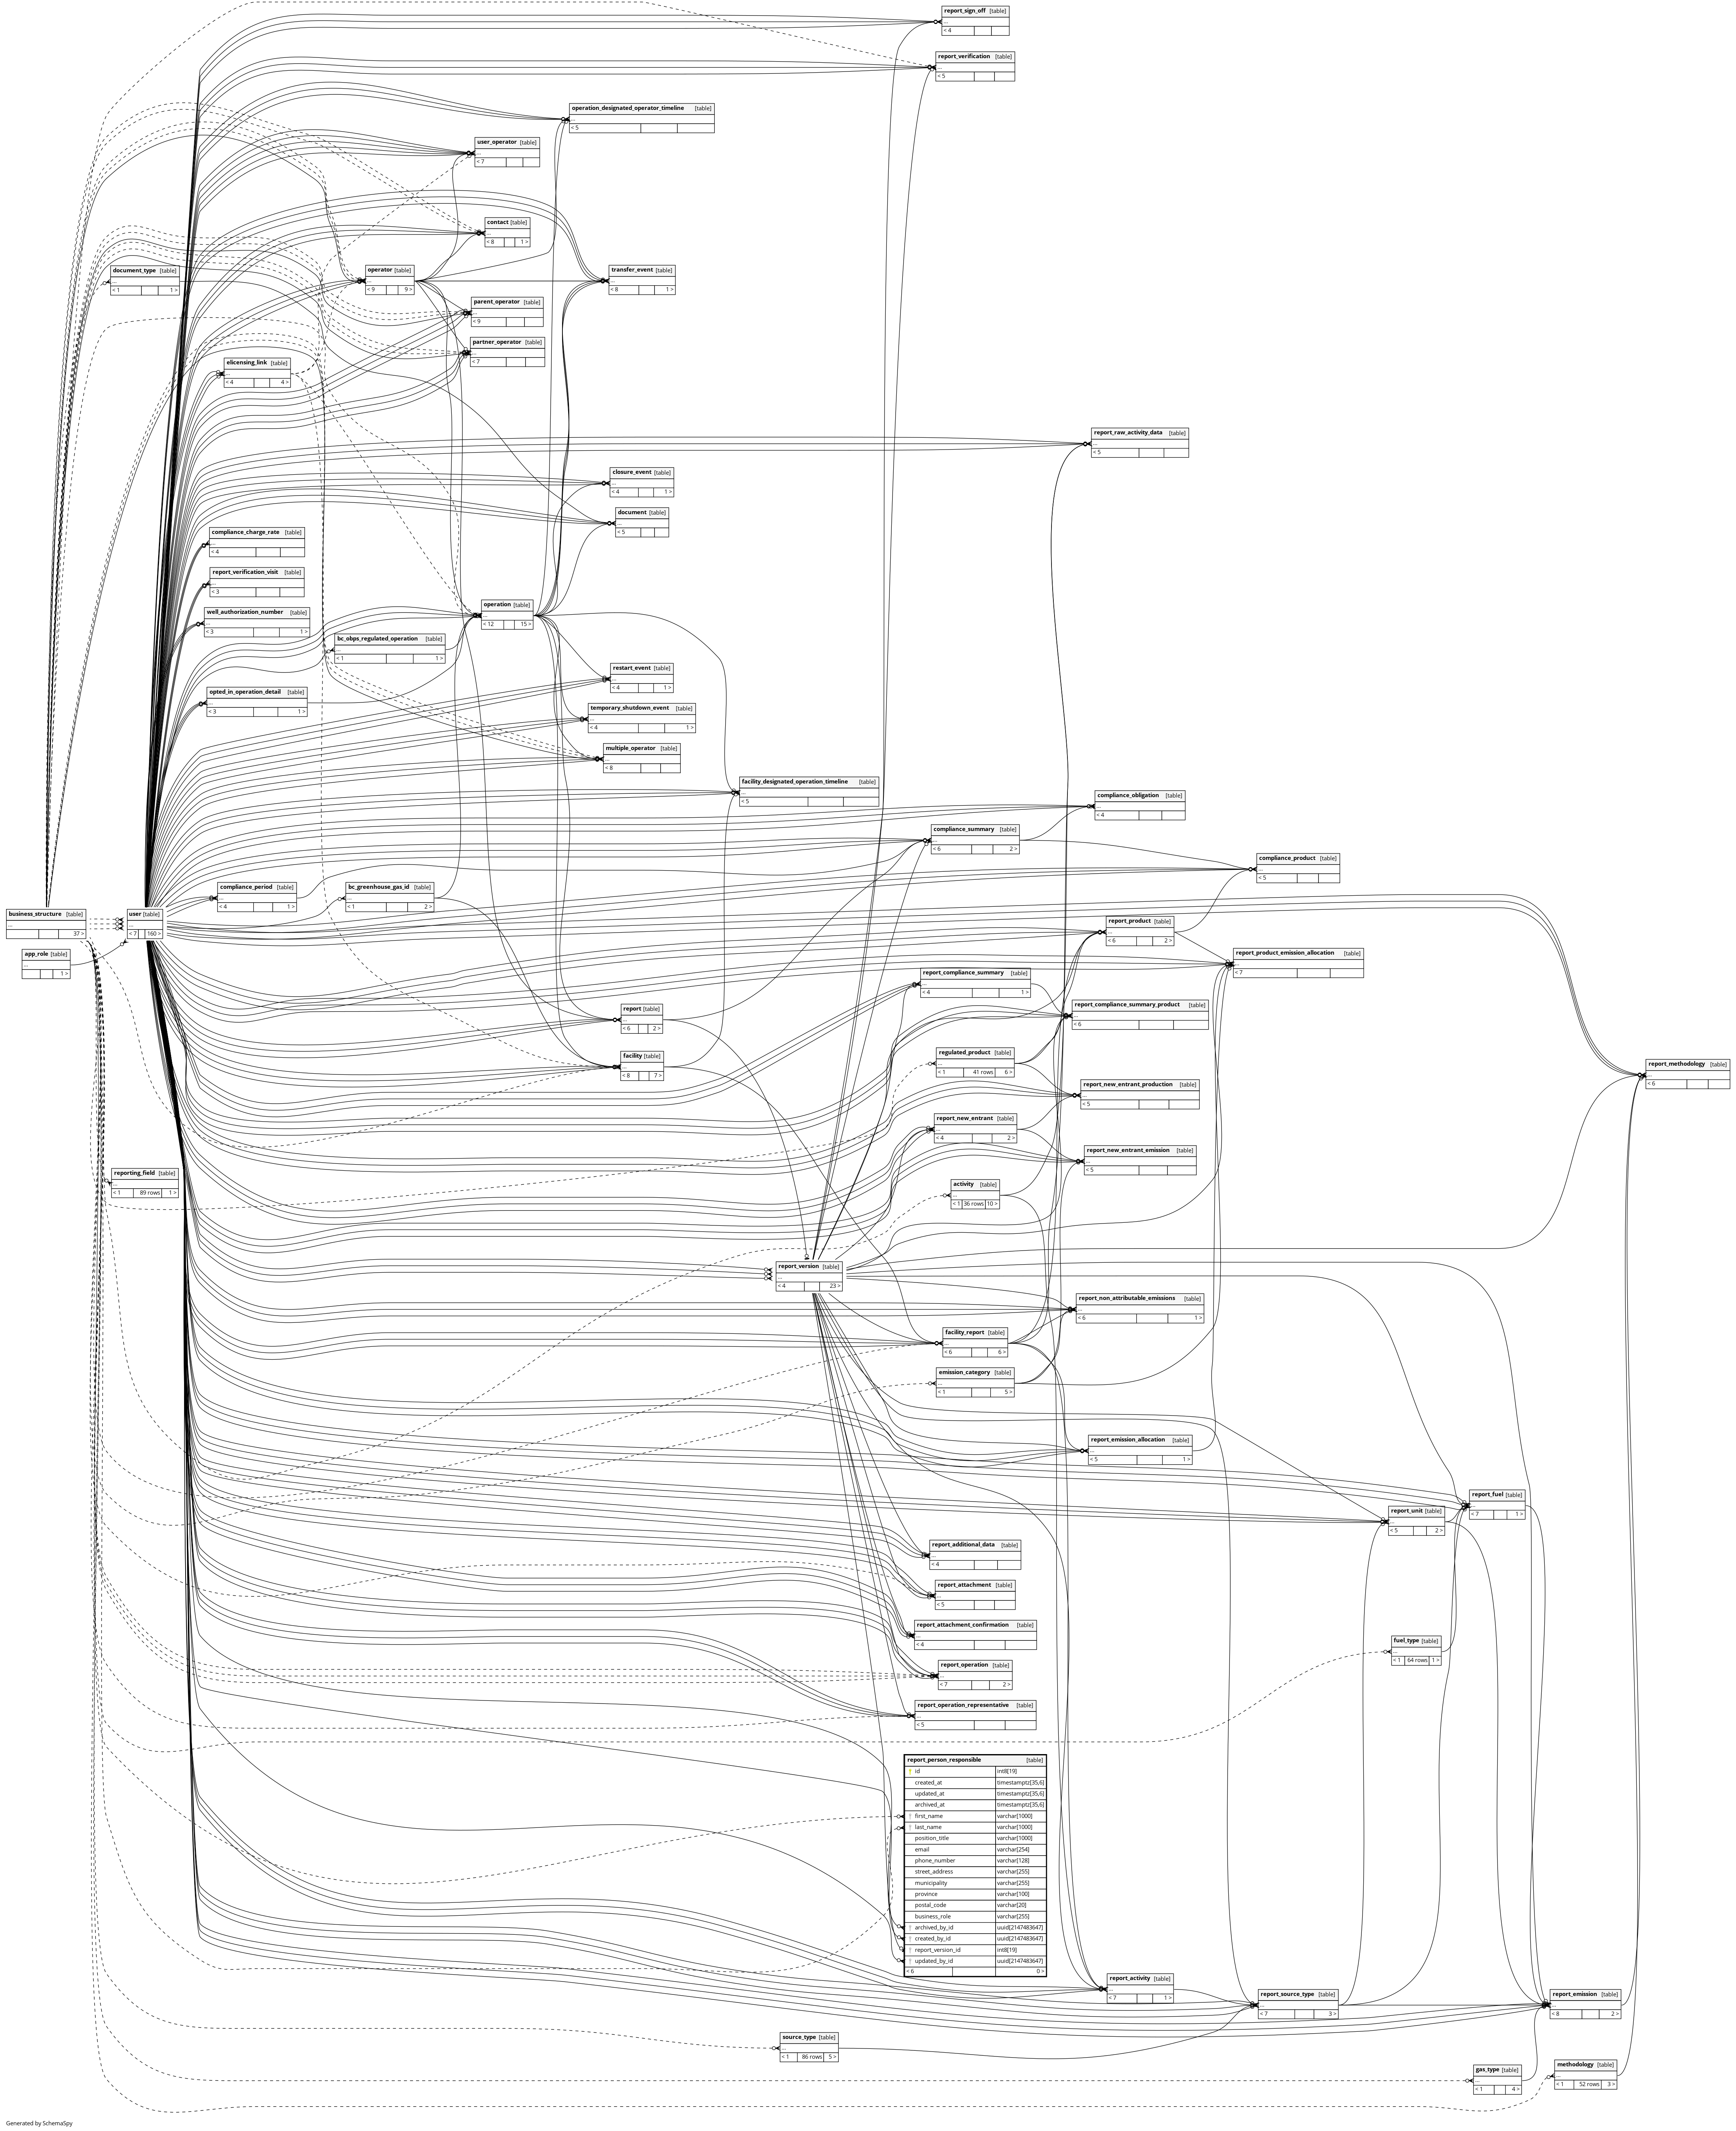 report_sign_off [table]
...
< 4
report_verification [table]
...
< 5
operation_designated_operator_timeline [table]
...
< 5
user_operator [table]
...
< 7
contact [table]
...
< 8 1 >
document_type [table]
...
< 1 1 >
operator [table]
...
< 9 9 >
transfer_event [table]
...
< 8 1 >
parent_operator [table]
...
< 9
partner_operator [table]
...
< 7
elicensing_link [table]
...
< 4 4 >
report_raw_activity_data [table]
...
< 5
closure_event [table]
...
< 4 1 >
document [table]
...
< 5
compliance_charge_rate [table]
...
< 4
report_verification_visit [table]
...
< 3
well_authorization_number [table]
...
< 3 1 >
operation [table]
...
< 12 15 >
bc_obps_regulated_operation [table]
...
< 1 1 >
restart_event [table]
...
< 4 1 >
opted_in_operation_detail [table]
...
< 3 1 >
temporary_shutdown_event [table]
...
< 4 1 >
multiple_operator [table]
...
< 8
facility_designated_operation_timeline [table]
...
< 5
compliance_obligation [table]
...
< 4
compliance_summary [table]
...
< 6 2 >
compliance_product [table]
...
< 5
compliance_period [table]
...
< 4 1 >
bc_greenhouse_gas_id [table]
...
< 1 2 >
business_structure [table]
...
37 >
user [table]
...
< 7 160 >
app_role [table]
...
1 >
report_product [table]
...
< 6 2 >
report_product_emission_allocation [table]
...
< 7
report_compliance_summary [table]
...
< 4 1 >
report_compliance_summary_product [table]
...
< 6
report [table]
...
< 6 2 >
facility [table]
...
< 8 7 >
regulated_product [table]
...
< 1 41 rows 6 >
report_methodology [table]
...
< 6
report_new_entrant_production [table]
...
< 5
report_new_entrant [table]
...
< 4 2 >
report_new_entrant_emission [table]
...
< 5
reporting_field [table]
...
< 1 89 rows 1 >
activity [table]
...
< 1 36 rows 10 >
report_version [table]
...
< 4 23 >
report_non_attributable_emissions [table]
...
< 6 1 >
facility_report [table]
...
< 6 6 >
emission_category [table]
...
< 1 5 >
report_emission_allocation [table]
...
< 5 1 >
report_fuel [table]
...
< 7 1 >
report_unit [table]
...
< 5 2 >
report_additional_data [table]
...
< 4
report_attachment [table]
...
< 5
report_attachment_confirmation [table]
...
< 4
fuel_type [table]
...
< 1 64 rows 1 >
report_operation [table]
...
< 7 2 >
report_operation_representative [table]
...
< 5
report_person_responsible [table]
id int8[19]
created_at timestamptz[35,6]
updated_at timestamptz[35,6]
archived_at timestamptz[35,6]
first_name varchar[1000]
last_name varchar[1000]
position_title varchar[1000]
email varchar[254]
phone_number varchar[128]
street_address varchar[255]
municipality varchar[255]
province varchar[100]
postal_code varchar[20]
business_role varchar[255]
archived_by_id uuid[2147483647]
created_by_id uuid[2147483647]
report_version_id int8[19]
updated_by_id uuid[2147483647]
< 6 0 >
report_activity [table]
...
< 7 1 >
report_source_type [table]
...
< 7 3 >
report_emission [table]
...
< 8 2 >
source_type [table]
...
< 1 86 rows 5 >
gas_type [table]
...
< 1 4 >
methodology [table]
...
< 1 52 rows 3 >
Generated by SchemaSpy